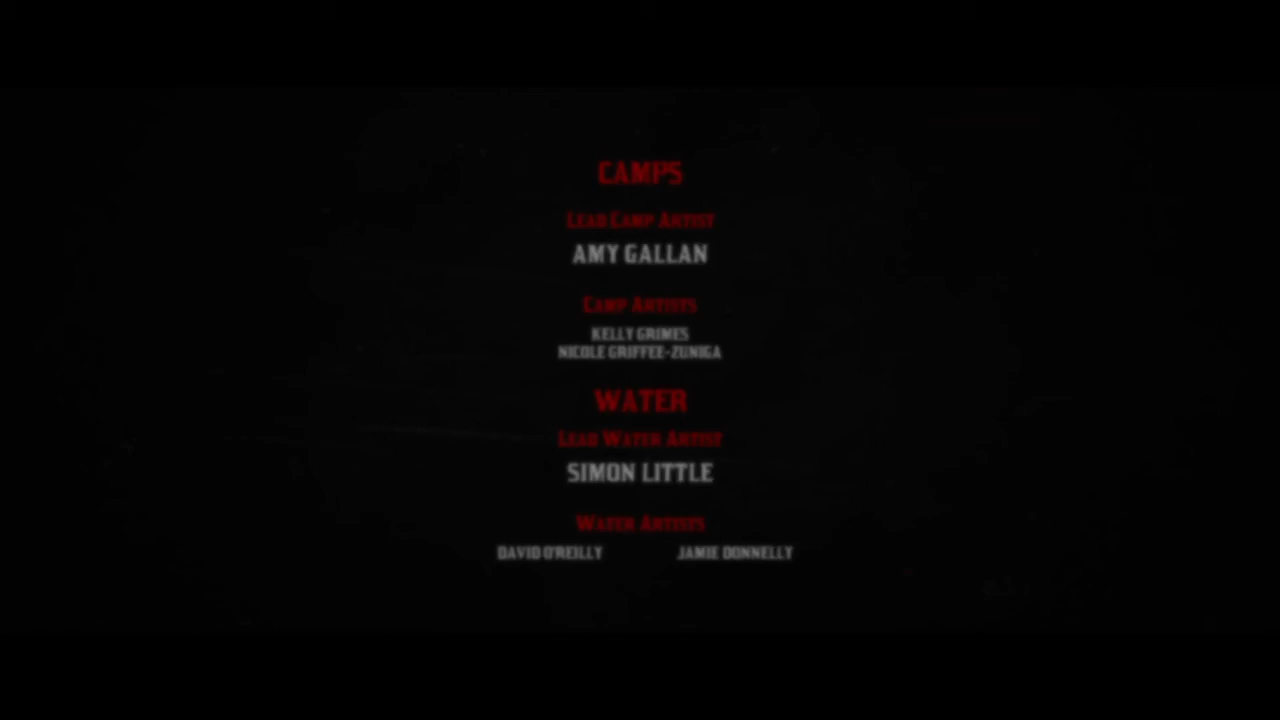 CAMPS
LEAD CAMP ARTIST
AMY GALLAN
CAMP ARTISTS
KELLY GRIMES
NICOLE GRIFFEE-ZUNIGA
WATER
LEAD WATER ARTIST
SIMON LITTLE
WATER ARTISTS
DAVID O'REILLY JAMIE DONNELLY